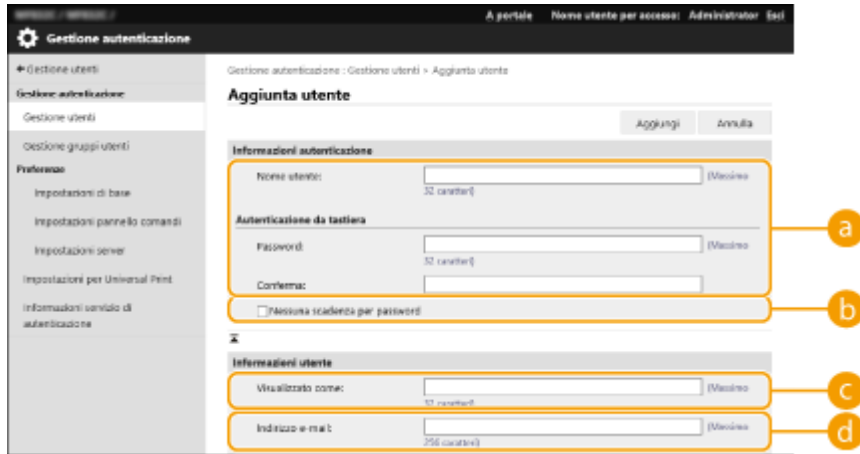 A portale Nome utente per accesso: Administrator Esci
Gestione autenticazione
Gestione utenti
Gestione autenticazione
Gestione utenti
Gestione gruppi utenti
Preferenze
Impostazioni di base
Impostazioni pannello comandi
Impostazioni server
Impostazioni per Universal Print
Informazioni servizio di
autenticazione
Gestione autenticazione : Gestione utenti > Aggiunta utente
Aggiunta utente
Aggiungi Annulla
Informazioni autenticazione
Nome utente: (Massimo
32 caratteri)
Autenticazione da tastiera
Password: (Massimo
32 caratteri)
Conferma:
a
Nessuna scadenza per password
b
Informazioni utente
Visualizzato come: (Massimo
32 caratteri)
c
Indirizzo e-mail: (Massimo
256 caratteri)
d